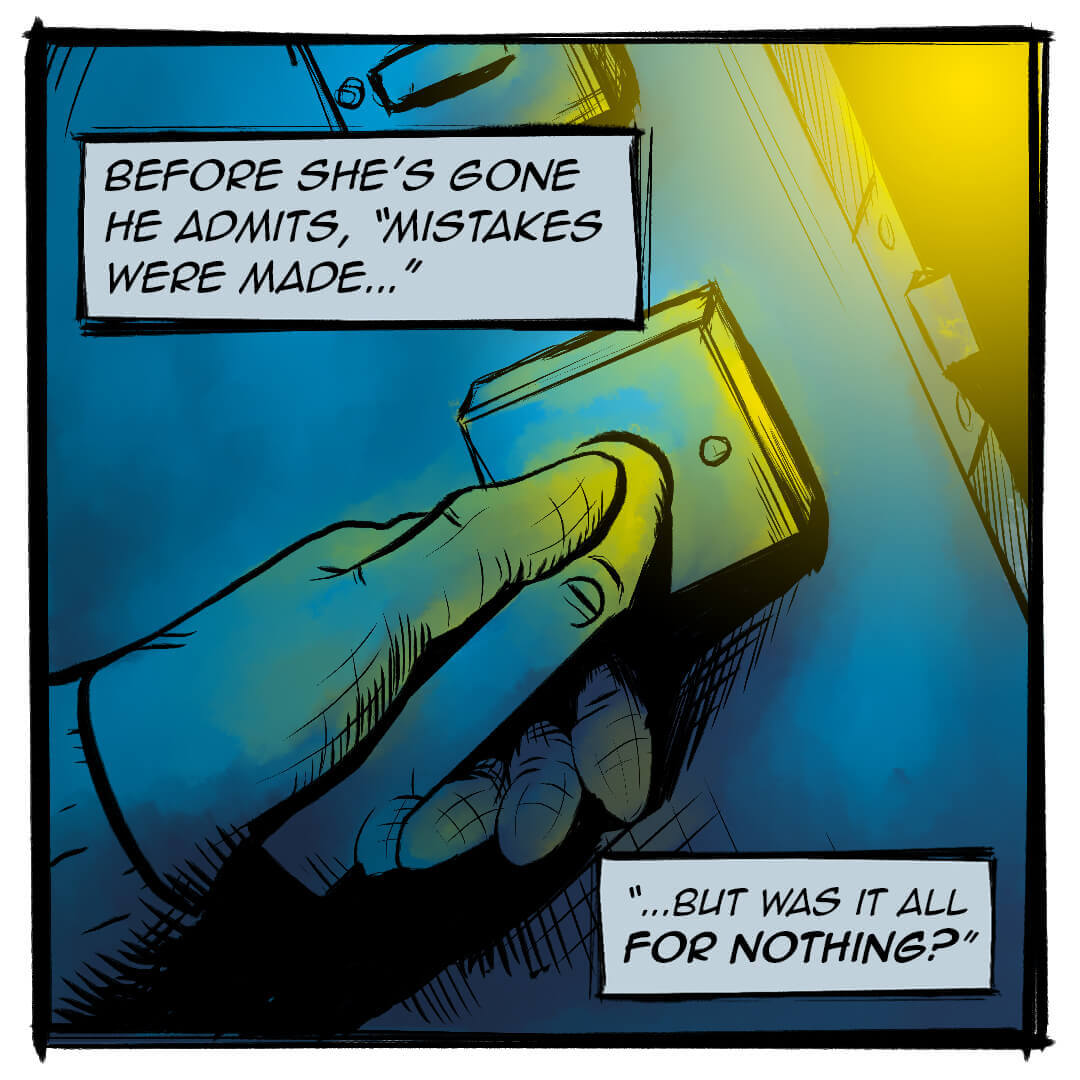 BEFORE SHE'S GONE
HE ADMITS, "MISTAKES
WERE MADE..."
"...BUT WAS IT ALL
FOR NOTHING?"